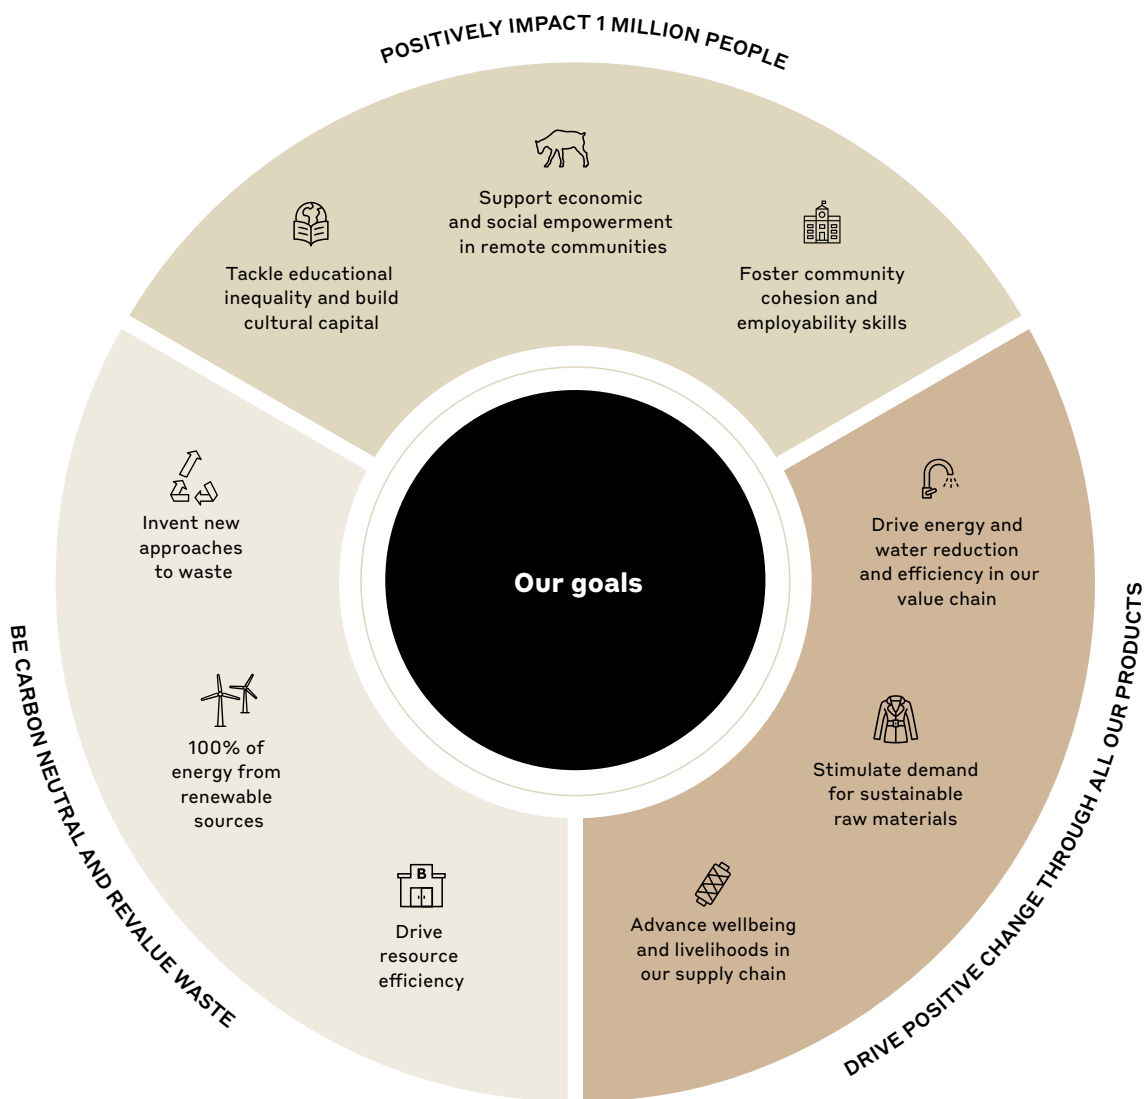 POSITIVELY IMPACT 1 MILLION PEOPLE
Support economic
and social empowerment
in remote communities
Tackle educational
inequality and build
cultural capital
Foster community
cohesion and
employability skills
Invent new
approaches
to waste
Drive energy and
water reduction
and efficiency in our
value chain
Our goals
BE CARBON NEUTRAL AND REVALUE WASTE
DRIVE POSITIVE CHANGE THROUGH ALL OUR PRODUCTS
100% of
energy from
renewable
sources
Stimulate demand
for sustainable
raw materials
B
Drive
resource
efficiency
Advance wellbeing
and livelihoods in
our supply chain